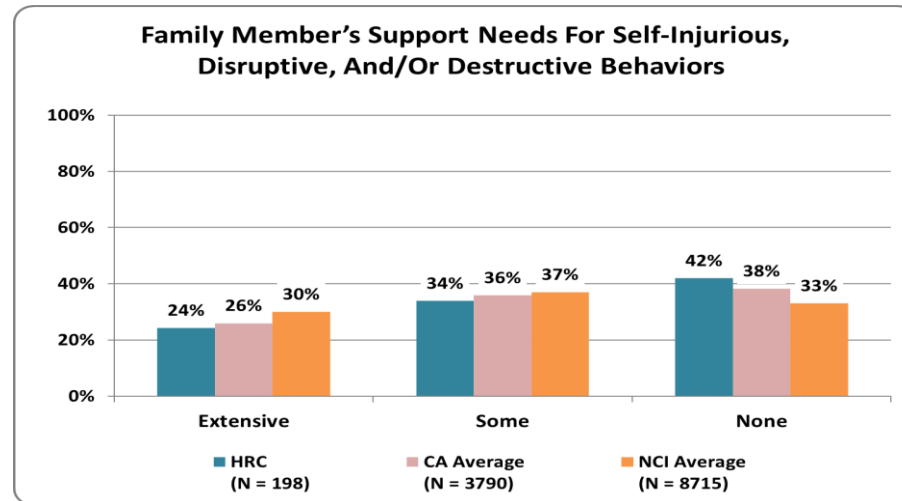 Family Member’s Support Needs For Self-Injurious,
Disruptive, And/Or Destructive Behaviors
100%
80%
60%
40%
20%
0%
24% 26% 30%
34% 36% 37%
42% 38% 33%
Extensive Some None
HRC CA Average NCI Average
(N = 198) (N = 3790) (N = 8715)